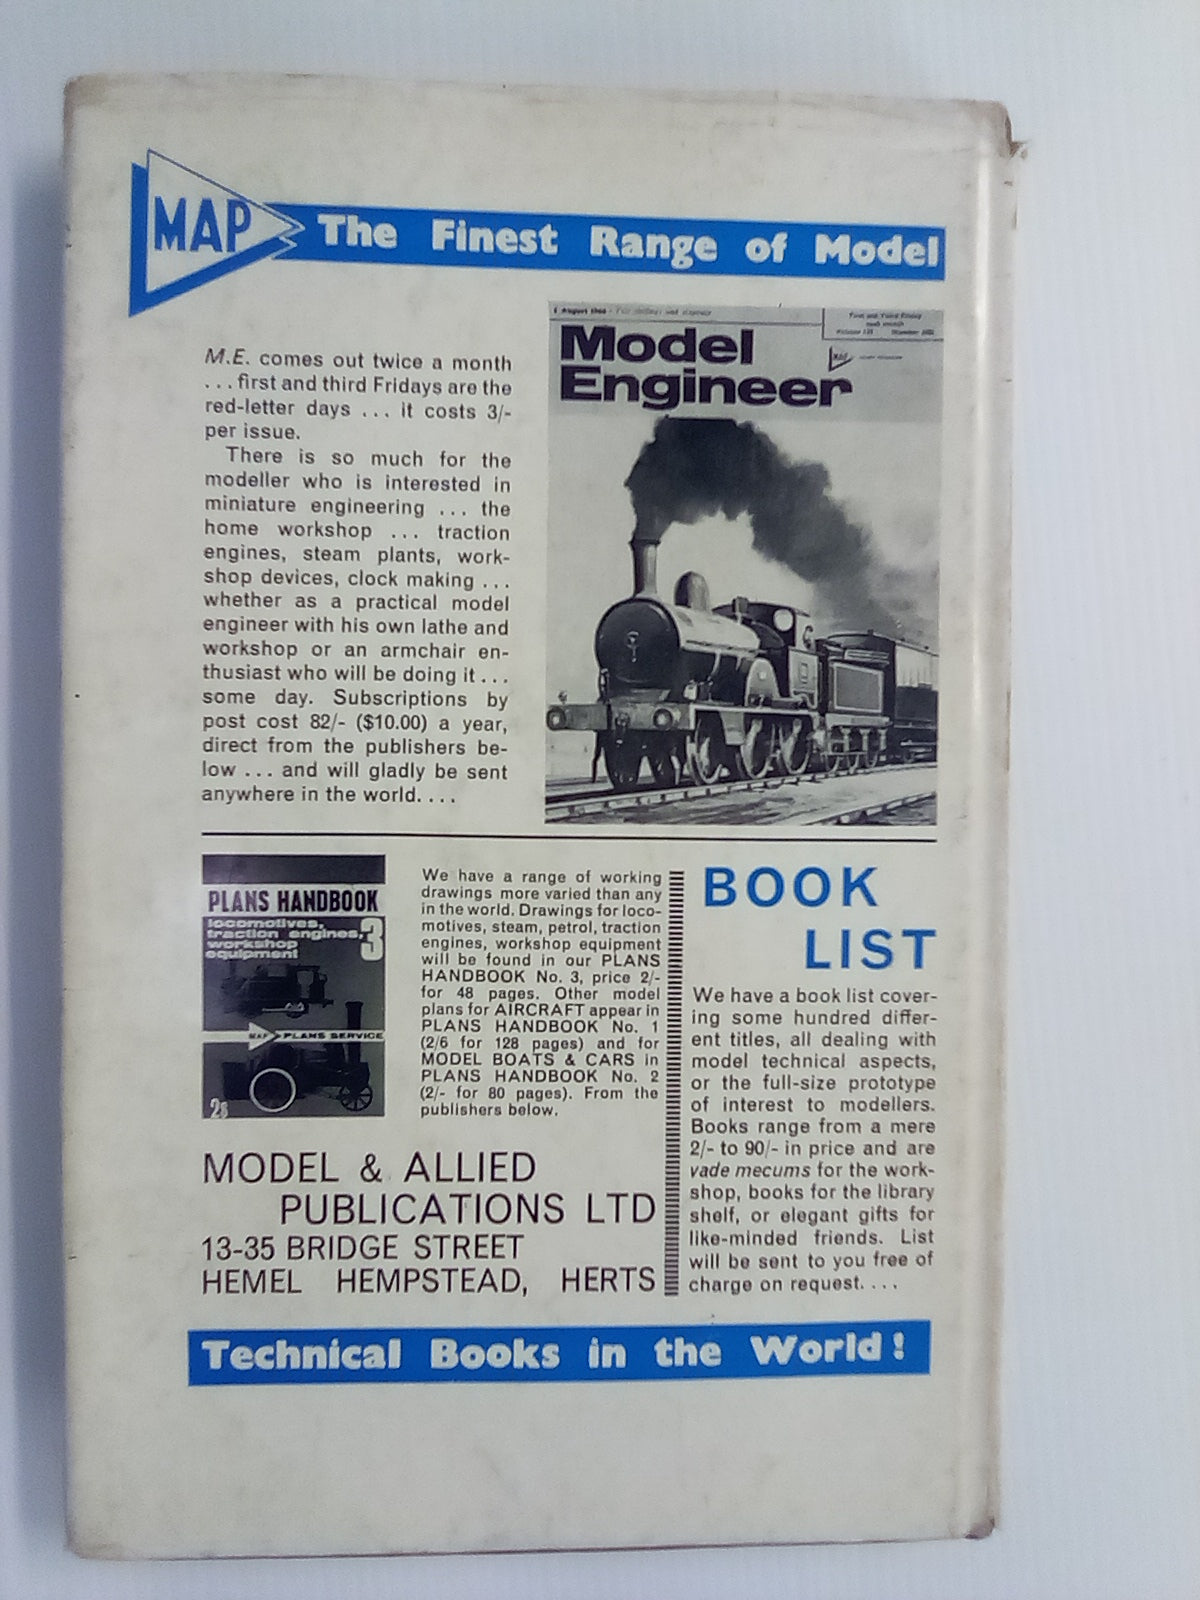 MAP
The Finest Range of Model
M.E. comes out twice a month
... first and third Fridays are the
red-letter days ... it costs 3/-
per issue.
There is so much for the
modeller who is interested in
miniature engineering ... the
home workshop ... traction
engines, steam plants, work-
shop devices, clock making ...
whether as a practical model
engineer with his own lathe and
workshop or an armchair en-
thusiast who will be doing it ...
some day. Subscriptions by
post cost 82/- ($10.00) a year,
direct from the publishers be-
low ... and will gladly be sent
anywhere in the world....
August 1966
First and Third Friday
each month
Model
Engineer
MAP
PLANS HANDBOOK
locomotives,
traction engines,
workshop
equipment
3
MAP PLANS SERVICE
2s
We have a range of working
drawings more varied than any
in the world. Drawings for loco-
motives, steam, petrol, traction
engines, workshop equipment
will be found in our PLANS
HANDBOOK No. 3, price 2/-
for 48 pages. Other model
plans for AIRCRAFT appear in
PLANS HANDBOOK No. 1
(2/6 for 128 pages) and for
MODEL BOATS & CARS in
PLANS HANDBOOK No. 2
(2/- for 80 pages). From the
publishers below.
MODEL & ALLIED
PUBLICATIONS LTD
13-35 BRIDGE STREET
HEMEL HEMPSTEAD, HERTS
BOOK
LIST
We have a book list cover-
ing some hundred differ-
ent titles, all dealing with
model technical aspects,
or the full-size prototype
of interest to modellers.
Books range from a mere
2/- to 90/- in price and are
vade mecums for the work-
shop, books for the library
shelf, or elegant gifts for
like-minded friends. List
will be sent to you free of
charge on request....
Technical Books in the World!